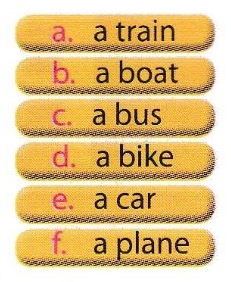 a. a train
b. a boat
c. a bus
d. a bike
e. a car
f. a plane